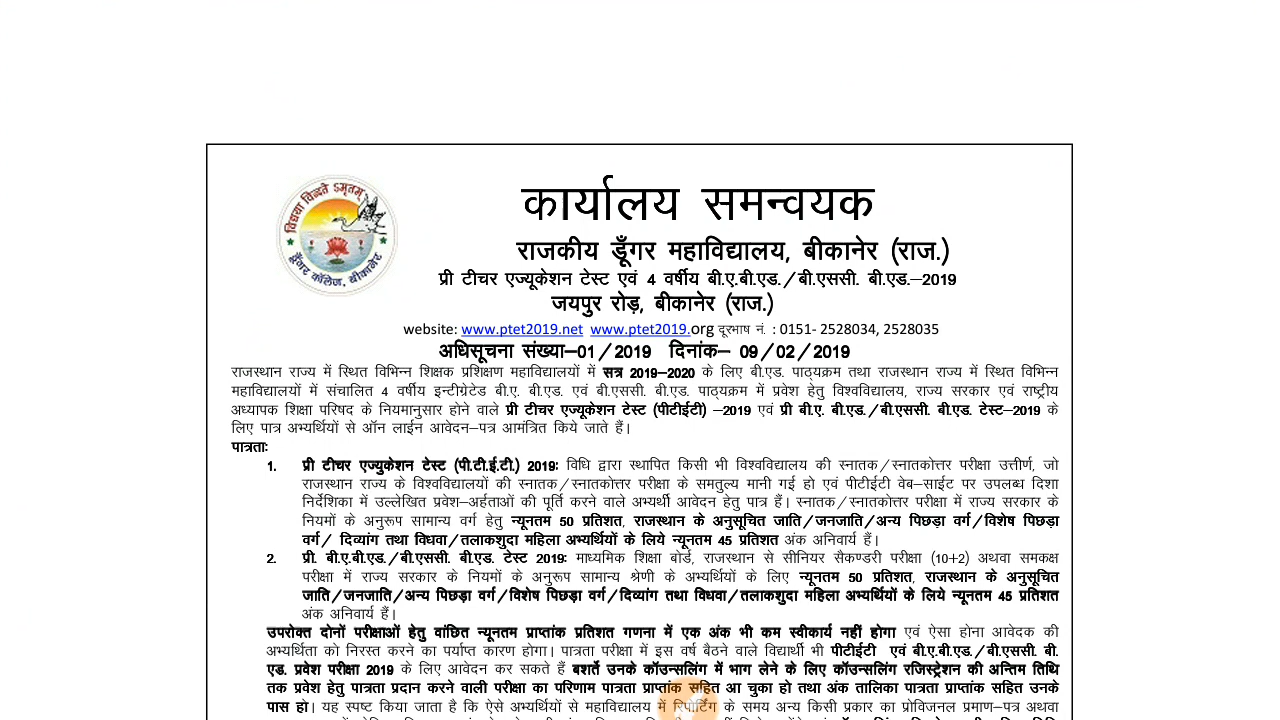 विद्यया विन्दते ऽमृतम्
डूँगर कॉलेज, बीकानेर
कार्यालय समन्वयक
राजकीय डूँगर महाविद्यालय, बीकानेर (राज.)
प्री टीचर एज्यूकेशन टेस्ट एवं 4 वर्षीय बी.ए.बी.एड./बी.एससी. बी.एड.–2019
जयपुर रोड़, बीकानेर (राज.)
website: www.ptet2019.net www.ptet2019.org दूरभाष नं. : 0151- 2528034, 2528035
अधिसूचना संख्या–01/2019 दिनांक– 09/02/2019
राजस्थान राज्य में स्थित विभिन्न शिक्षक प्रशिक्षण महाविद्यालयों में सत्र 2019–2020 के लिए बी.एड. पाठ्यक्रम तथा राजस्थान राज्य में स्थित विभिन्न
महाविद्यालयों में संचालित 4 वर्षीय इन्टीग्रेटेड बी.ए. बी.एड. एवं बी.एससी. बी.एड. पाठ्यक्रम में प्रवेश हेतु विश्वविद्यालय, राज्य सरकार एवं राष्ट्रीय
अध्यापक शिक्षा परिषद के नियमानुसार होने वाले प्री टीचर एज्यूकेशन टेस्ट (पीटीईटी) –2019 एवं प्री बी.ए. बी.एड./बी.एससी. बी.एड. टेस्ट–2019 के
लिए पात्र अभ्यर्थियों से ऑन लाईन आवेदन–पत्र आमंत्रित किये जाते हैं।
पात्रताः
1. प्री टीचर एज्युकेशन टेस्ट (पी.टी.ई.टी.) 2019ः विधि द्वारा स्थापित किसी भी विश्वविद्यालय की स्नातक/स्नातकोत्तर परीक्षा उत्तीर्ण, जो
राजस्थान राज्य के विश्वविद्यालयों की स्नातक/स्नातकोत्तर परीक्षा के समतुल्य मानी गई हो एवं पीटीईटी वेब–साईट पर उपलब्ध दिशा
निर्देशिका में उल्लेखित प्रवेश–अर्हताओं की पूर्ति करने वाले अभ्यर्थी आवेदन हेतु पात्र हैं। स्नातक/स्नातकोत्तर परीक्षा में राज्य सरकार के
नियमों के अनुरूप सामान्य वर्ग हेतु न्यूनतम 50 प्रतिशत, राजस्थान के अनुसूचित जाति/जनजाति/अन्य पिछड़ा वर्ग/विशेष पिछड़ा
वर्ग/ दिव्यांग तथा विधवा/तलाकशुदा महिला अभ्यर्थियों के लिये न्यूनतम 45 प्रतिशत अंक अनिवार्य हैं।
2. प्री. बी.ए.बी.एड./बी.एससी. बी.एड. टेस्ट 2019ः माध्यमिक शिक्षा बोर्ड, राजस्थान से सीनियर सैकण्डरी परीक्षा (10+2) अथवा समकक्ष
परीक्षा में राज्य सरकार के नियमों के अनुरूप सामान्य श्रेणी के अभ्यर्थियों के लिए न्यूनतम 50 प्रतिशत, राजस्थान के अनुसूचित
जाति/जनजाति/अन्य पिछड़ा वर्ग/विशेष पिछड़ा वर्ग/दिव्यांग तथा विधवा/तलाकशुदा महिला अभ्यर्थियों के लिये न्यूनतम 45 प्रतिशत
अंक अनिवार्य हैं।
उपरोक्त दोनों परीक्षाओं हेतु वांछित न्यूनतम प्राप्तांक प्रतिशत गणना में एक अंक भी कम स्वीकार्य नहीं होगा एवं ऐसा होना आवेदक की
अभ्यर्थिता को निरस्त करने का पर्याप्त कारण होगा। पात्रता परीक्षा में इस वर्ष बैठने वाले विद्यार्थी भी पीटीईटी एवं बी.ए.बी.एड./बी.एससी. बी.
एड. प्रवेश परीक्षा 2019 के लिए आवेदन कर सकते हैं बशर्ते उनके कॉउन्सलिंग में भाग लेने के लिए कॉउन्सलिंग रजिस्ट्रेशन की अन्तिम तिथि
तक प्रवेश हेतु पात्रता प्रदान करने वाली परीक्षा का परिणाम पात्रता प्राप्तांक सहित आ चुका हो तथा अंक तालिका पात्रता प्राप्तांक सहित उनके
पास हो। यह स्पष्ट किया जाता है कि ऐसे अभ्यर्थियों से महाविद्यालय में रिपोर्टिंग के समय अन्य किसी प्रकार का प्रोविजनल प्रमाण–पत्र अथवा